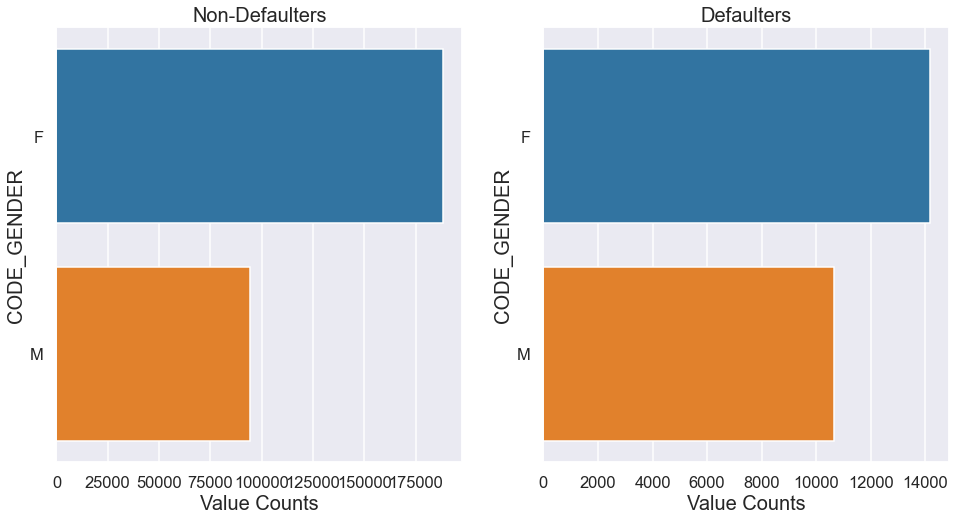 Non-Defaulters
F
M
CODE_GENDER
0 25000 50000 75000 100000 125000 150000 175000
Value Counts
Defaulters
F
M
CODE_GENDER
0 2000 4000 6000 8000 10000 12000 14000
Value Counts